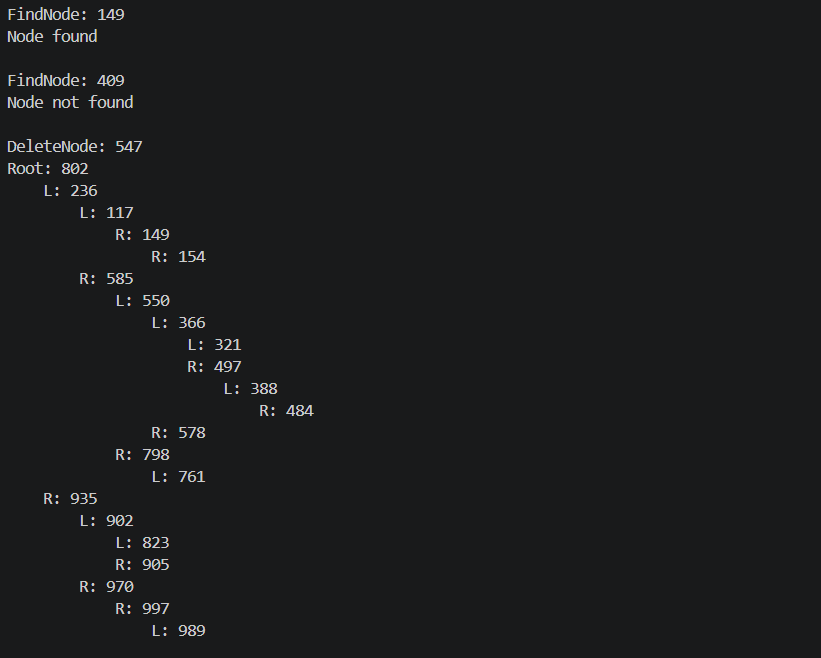 FindNode: 149
Node found

FindNode: 409
Node not found

DeleteNode: 547
Root: 802
    L: 236
        L: 117
            R: 149
                R: 154
        R: 585
            L: 550
                L: 366
                    L: 321
                    R: 497
                        L: 388
                            R: 484
                R: 578
            R: 798
                L: 761
    R: 935
        L: 902
            L: 823
            R: 905
        R: 970
            R: 997
                L: 989